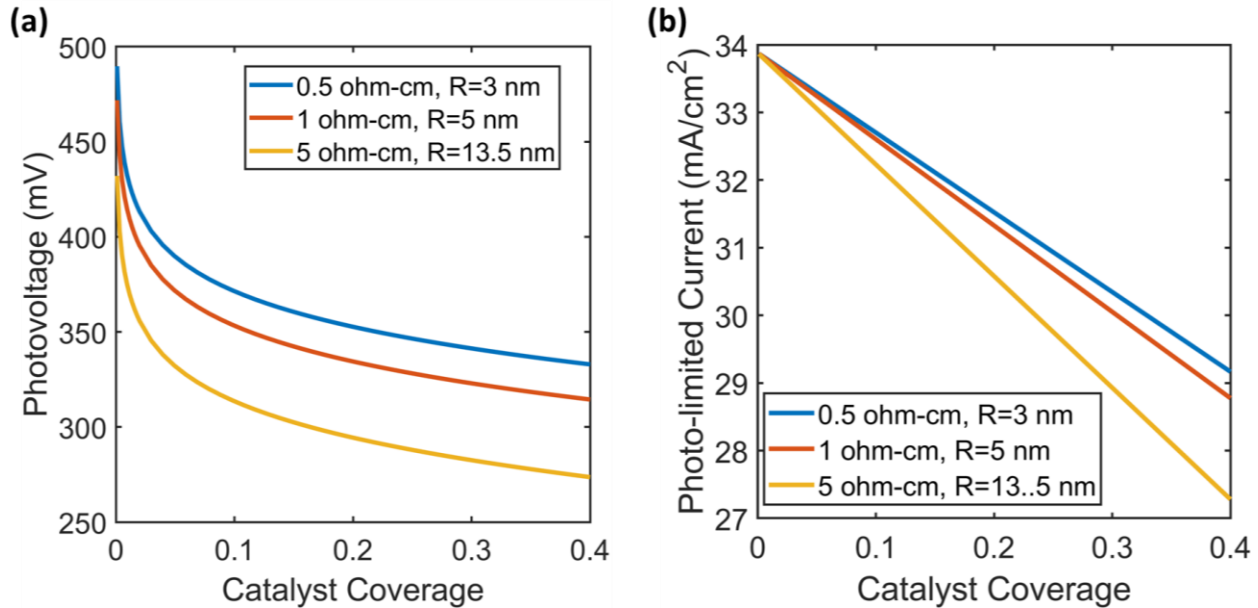 (a)
500
450
400
350
300
250
Photovoltage (mV)
0.5 ohm-cm, R=3 nm
1 ohm-cm, R=5 nm
5 ohm-cm, R=13.5 nm
0 0.1 0.2 0.3 0.4
Catalyst Coverage
(b)
34
33
32
31
30
29
28
27
Photo-limited Current (mA/cm²)
0.5 ohm-cm, R=3 nm
1 ohm-cm, R=5 nm
5 ohm-cm, R=13..5 nm
0 0.1 0.2 0.3 0.4
Catalyst Coverage